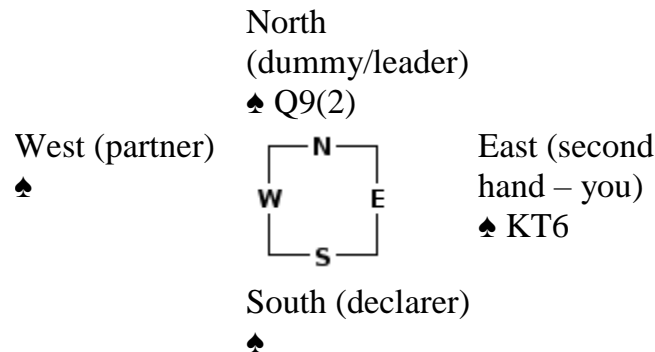 North
(dummy/leader)
♠ Q9(2)
West (partner)
♠
N
W
E
S
East (second
hand – you)
♠ KT6
South (declarer)
♠